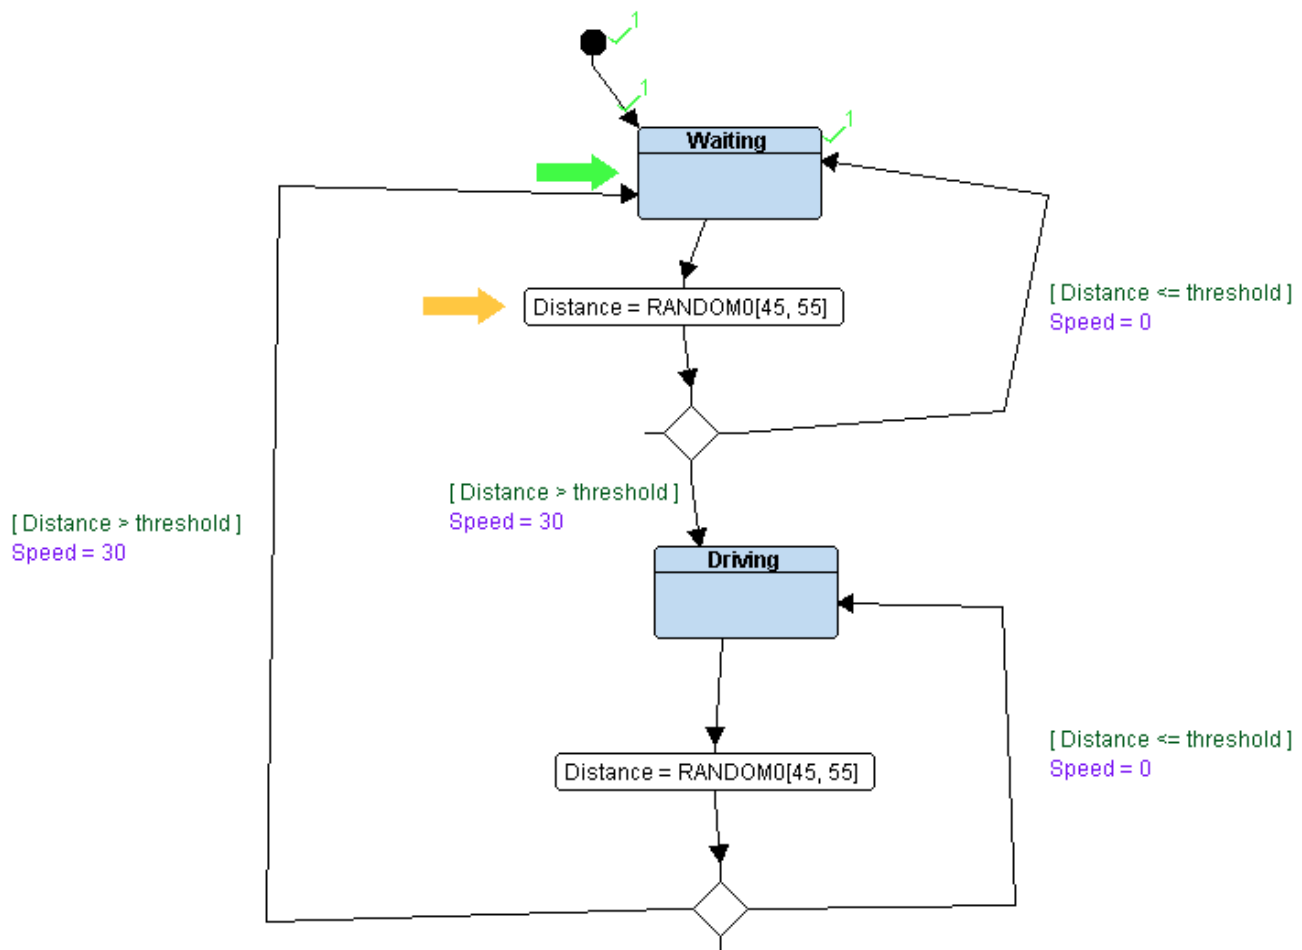 1
1
1
Waiting
Distance = RANDOM0[45, 55]
[ Distance <= threshold ]
Speed = 0
[ Distance > threshold ]
Speed = 30
[ Distance > threshold ]
Speed = 30
Driving
[ Distance <= threshold ]
Speed = 0
Distance = RANDOM0[45, 55]